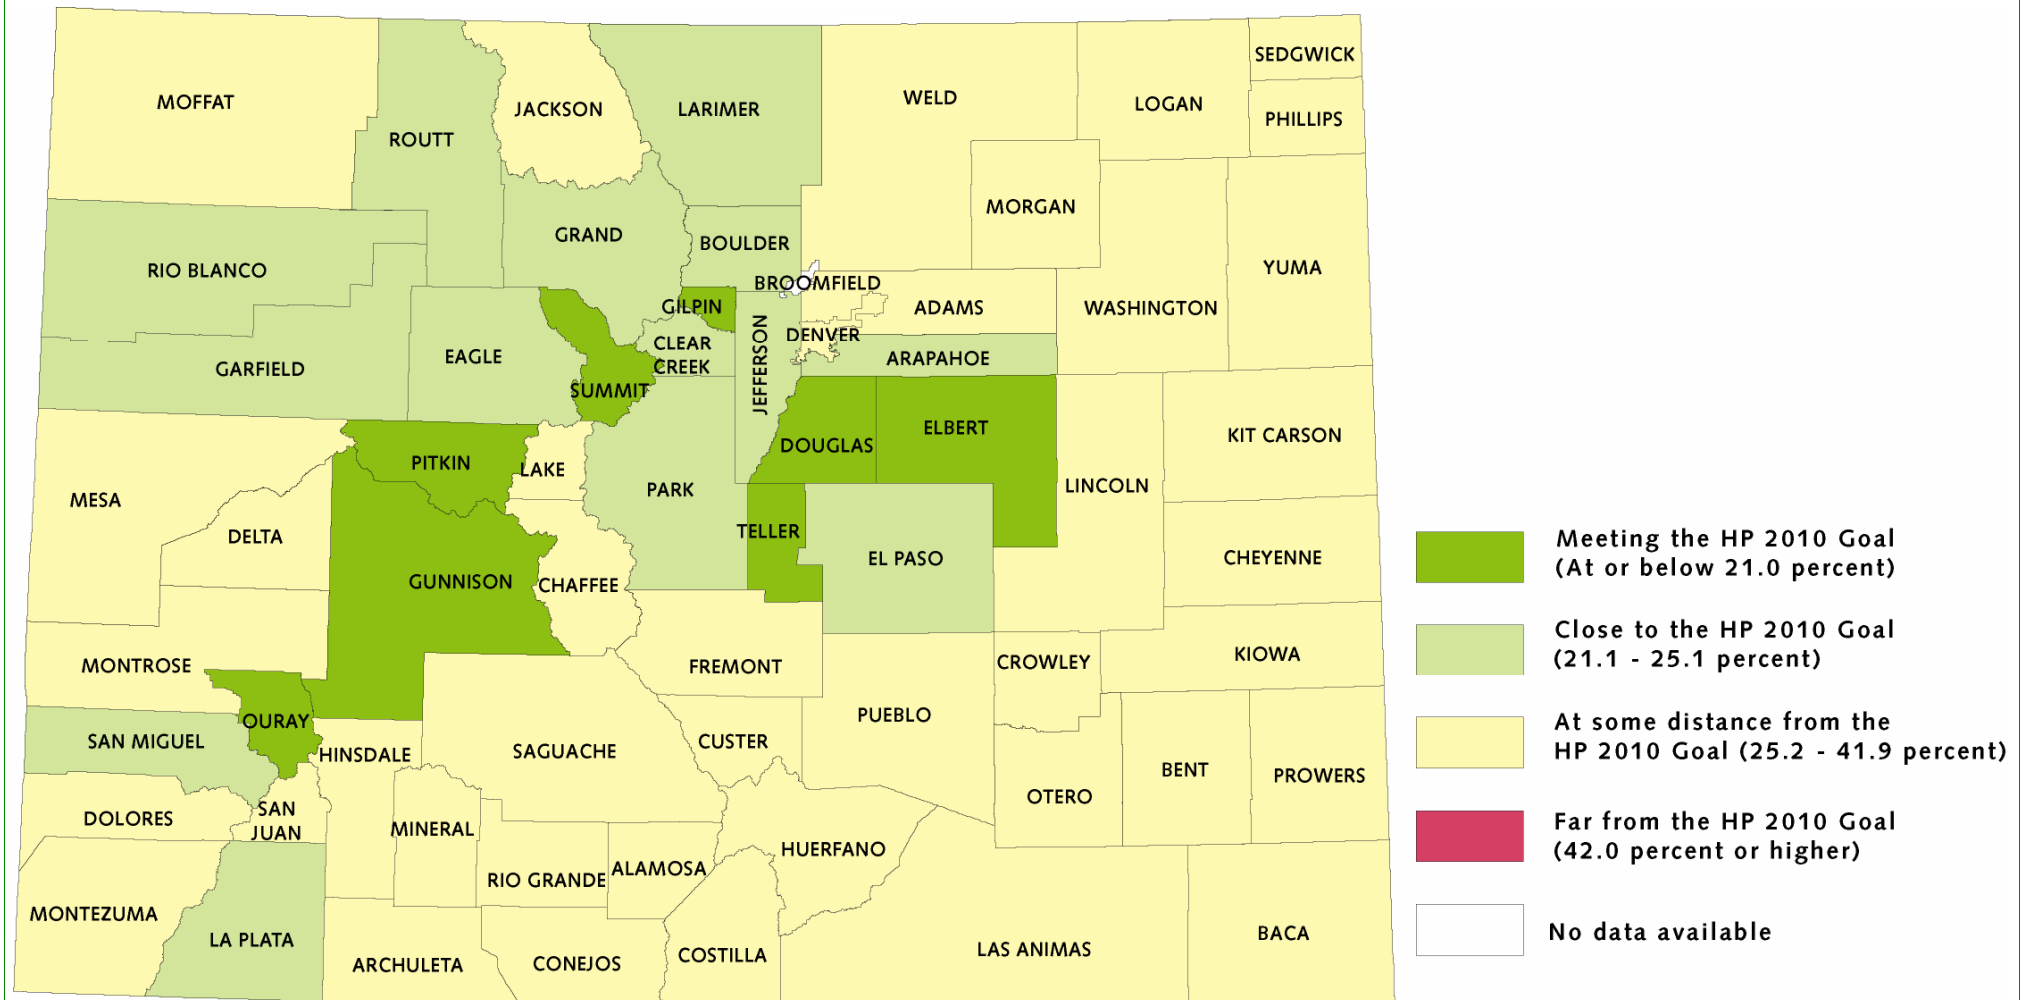 SEDGWICK
MOFFAT
JACKSON
LARIMER
WELD
LOGAN
PHILLIPS
ROUTT
MORGAN
GRAND
BOULDER
RIO BLANCO
YUMA
BROOMFIELD
GILPIN
ADAMS
WASHINGTON
DENVER
CLEAR
CREEK
JEFFERSON
EAGLE
ARAPAHOE
GARFIELD
SUMMIT
ELBERT
KIT CARSON
DOUGLAS
PITKIN
LAKE
LINCOLN
PARK
MESA
TELLER
DELTA
EL PASO
CHEYENNE
GUNNISON
CHAFFEE
MONTROSE
FREMONT
CROWLEY
KIOWA
OURAY
PUEBLO
SAN MIGUEL
CUSTER
HINSDALE
SAGUACHE
BENT
PROWERS
OTERO
SAN
JUAN
DOLORES
MINERAL
HUERFANO
ALAMOSA
RIO GRANDE
MONTEZUMA
LA PLATA
BACA
LAS ANIMAS
COSTILLA
CONEJOS
ARCHULETA
Meeting the HP 2010 Goal
(At or below 21.0 percent)
Close to the HP 2010 Goal
(21.1 - 25.1 percent)
At some distance from the
HP 2010 Goal (25.2 - 41.9 percent)
Far from the HP 2010 Goal
(42.0 percent or higher)
No data available